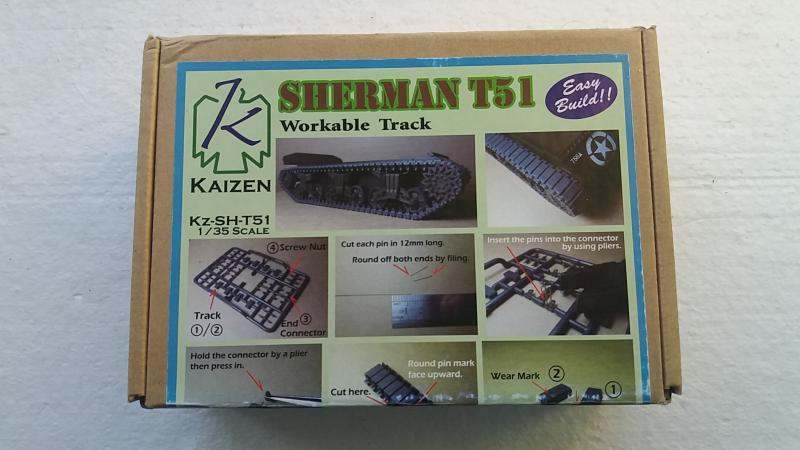 SHERMAN T51
Easy
Build!!
Workable Track
K
KAIZEN
KZ-SH-T51
1/35 SCALE
④Screw Nut
Track
①/②
End ③
Connector
Cut each pin in 12mm long.
Round off both ends by filing.
Insert the pins into the connector
by using pliers.
Hold the connector by a plier
then press in.
Round pin mark
face upward.
Cut here.
Wear Mark ②
①